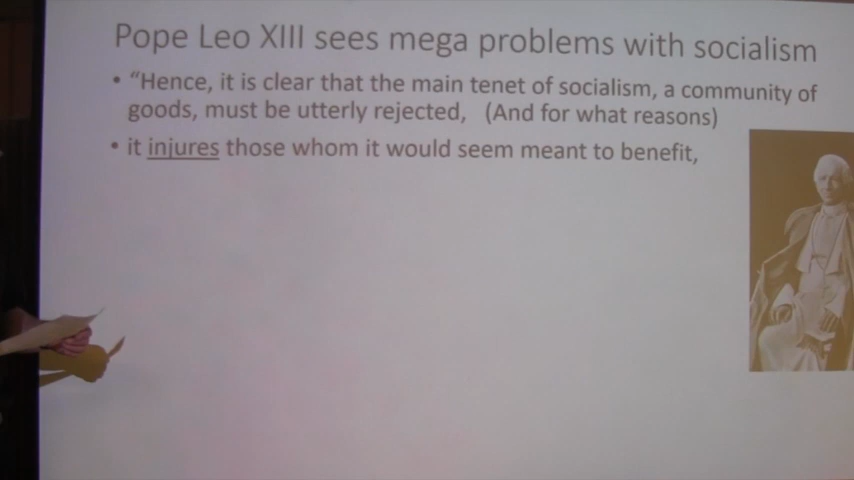 Pope Leo XIII sees mega problems with socialism
• “Hence, it is clear that the main tenet of socialism, a community of
goods, must be utterly rejected, (And for what reasons)
• it injures those whom it would seem meant to benefit,